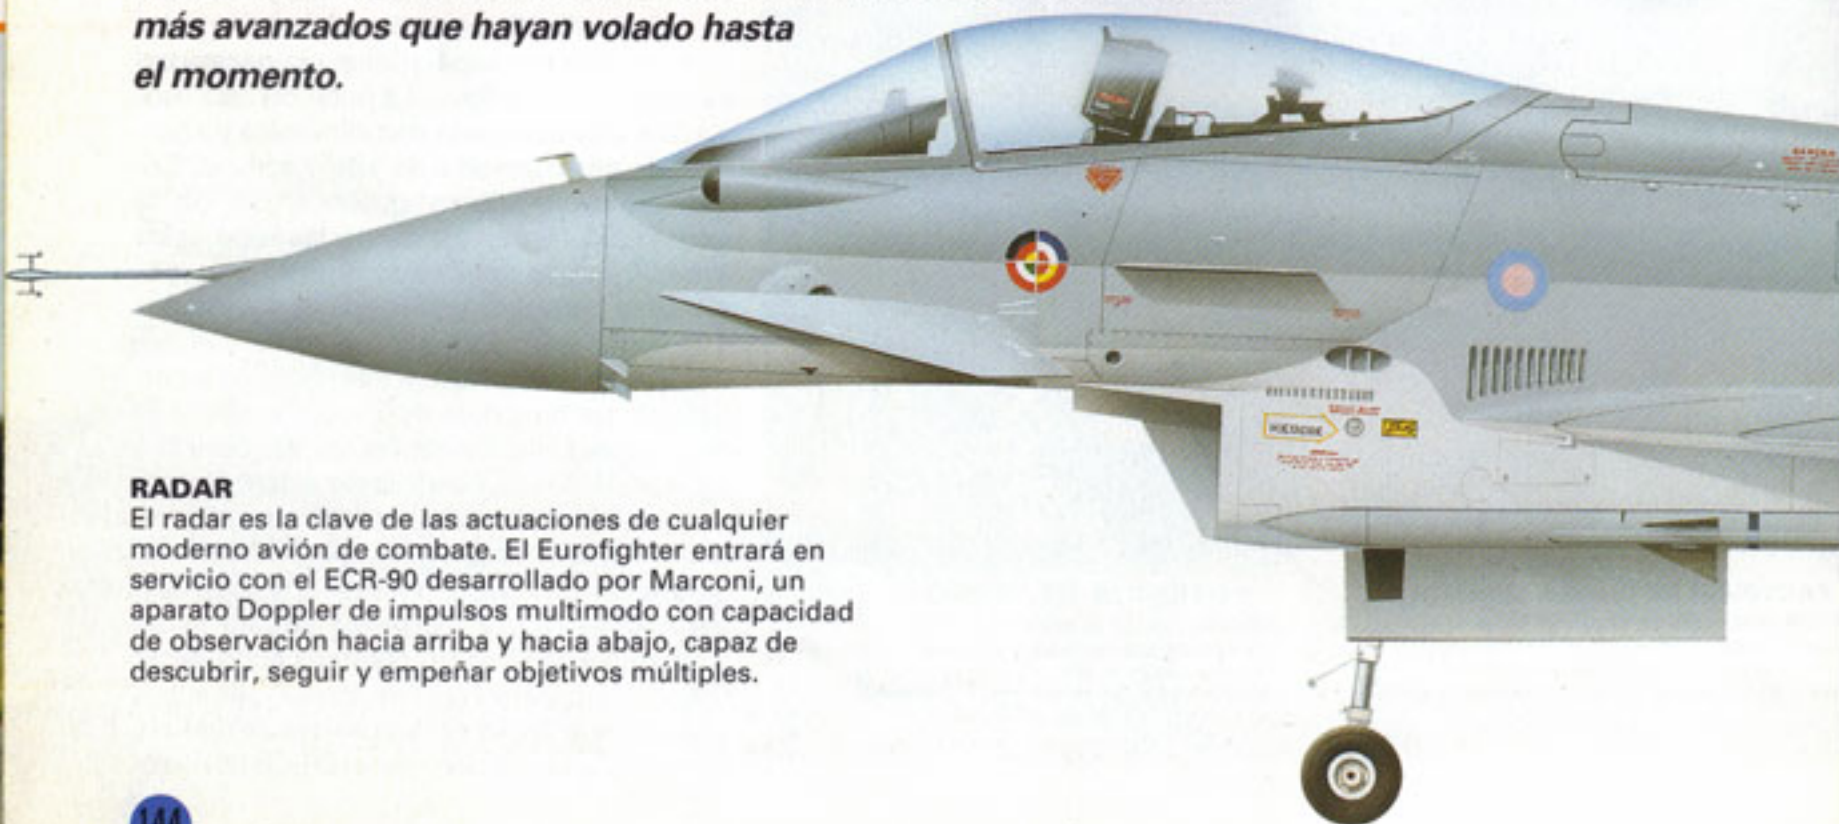 más avanzados que hayan volado hasta
el momento.
RADAR
El radar es la clave de las actuaciones de cualquier
moderno avión de combate. El Eurofighter entrará en
servicio con el ECR-90 desarrollado por Marconi, un
aparato Doppler de impulsos multimodo con capacidad
de observación hacia arriba y hacia abajo, capaz de
descubrir, seguir y empeñar objetivos múltiples.
144